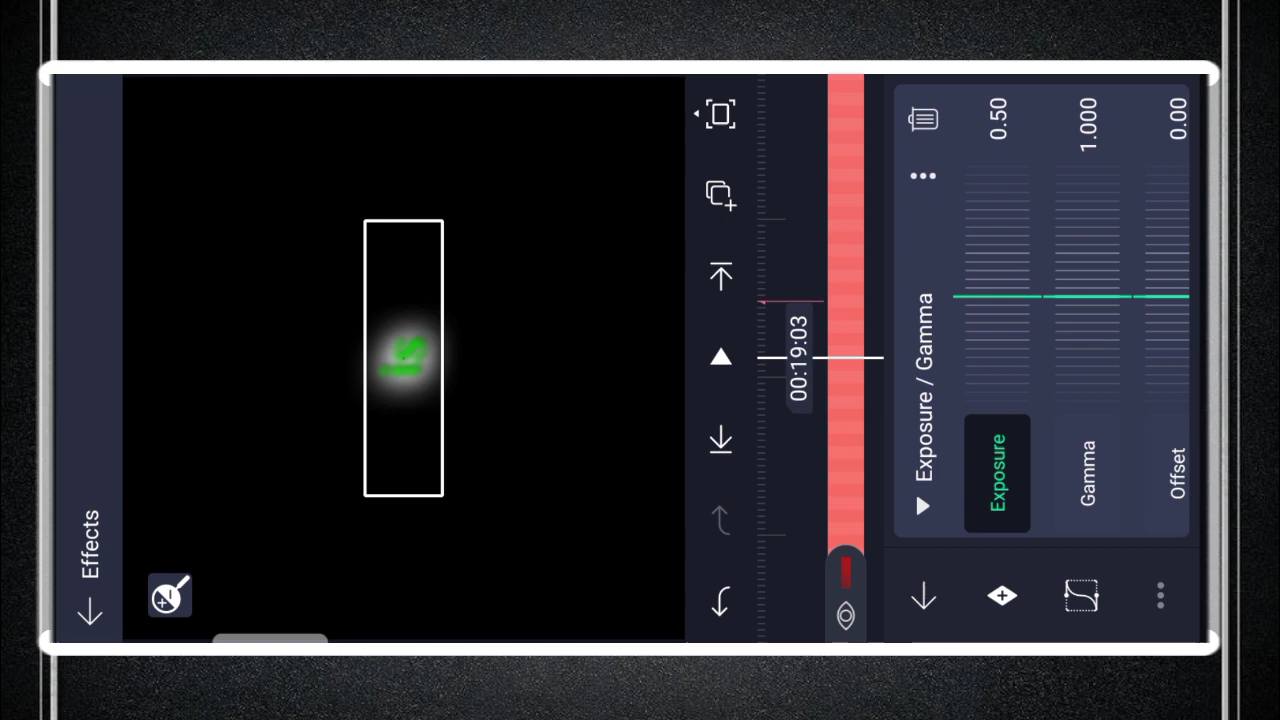 Effects
00:19:03
Exposure / Gamma
Exposure 0.50
Gamma 1.000
Offset 0.00